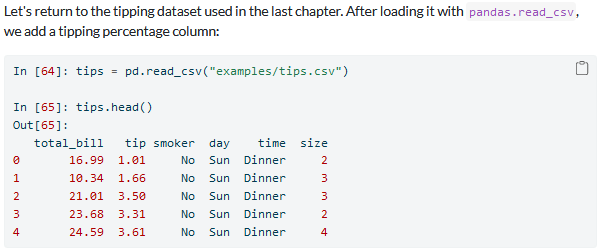 Let's return to the tipping dataset used in the last chapter. After loading it with pandas.read_csv,
we add a tipping percentage column:
In [64]: tips = pd.read_csv("examples/tips.csv")
In [65]: tips.head()
Out[65]:
   total_bill   tip smoker  day    time  size
0       16.99  1.01     No  Sun  Dinner     2
1       10.34  1.66     No  Sun  Dinner     3
2       21.01  3.50     No  Sun  Dinner     3
3       23.68  3.31     No  Sun  Dinner     2
4       24.59  3.61     No  Sun  Dinner     4